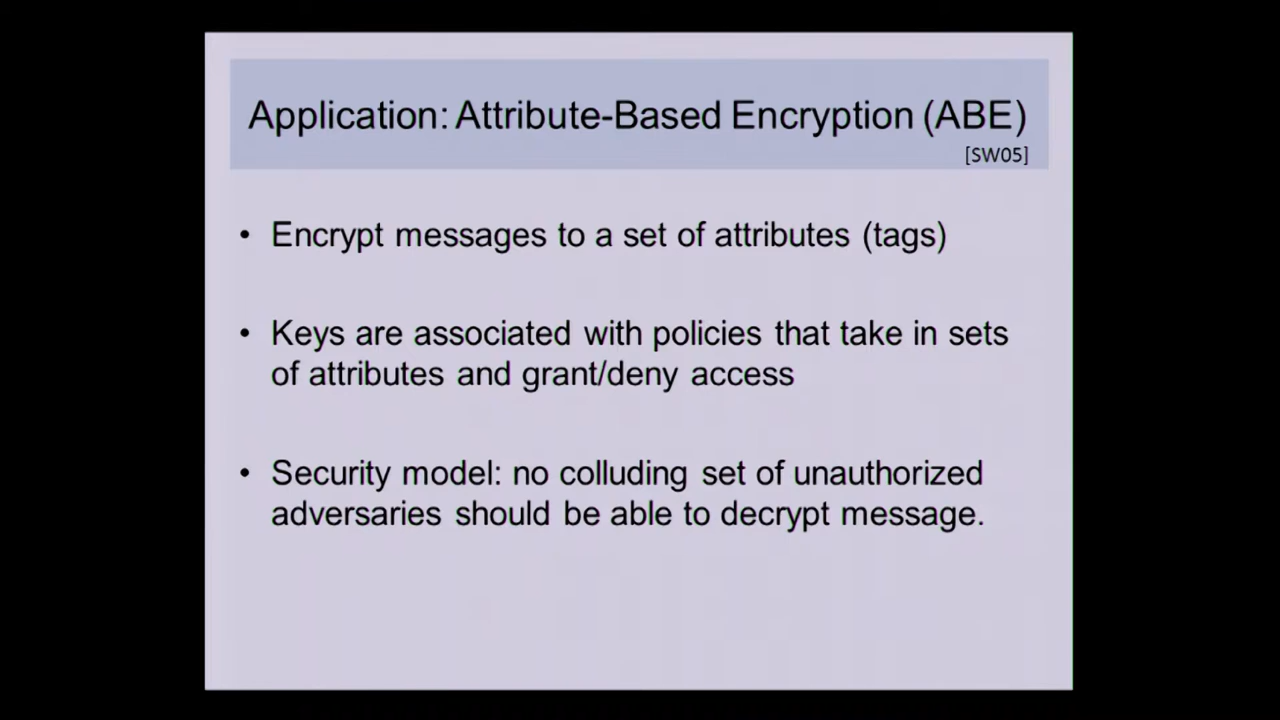 Application: Attribute-Based Encryption (ABE)
[SW05]
• Encrypt messages to a set of attributes (tags)
• Keys are associated with policies that take in sets
of attributes and grant/deny access
• Security model: no colluding set of unauthorized
adversaries should be able to decrypt message.